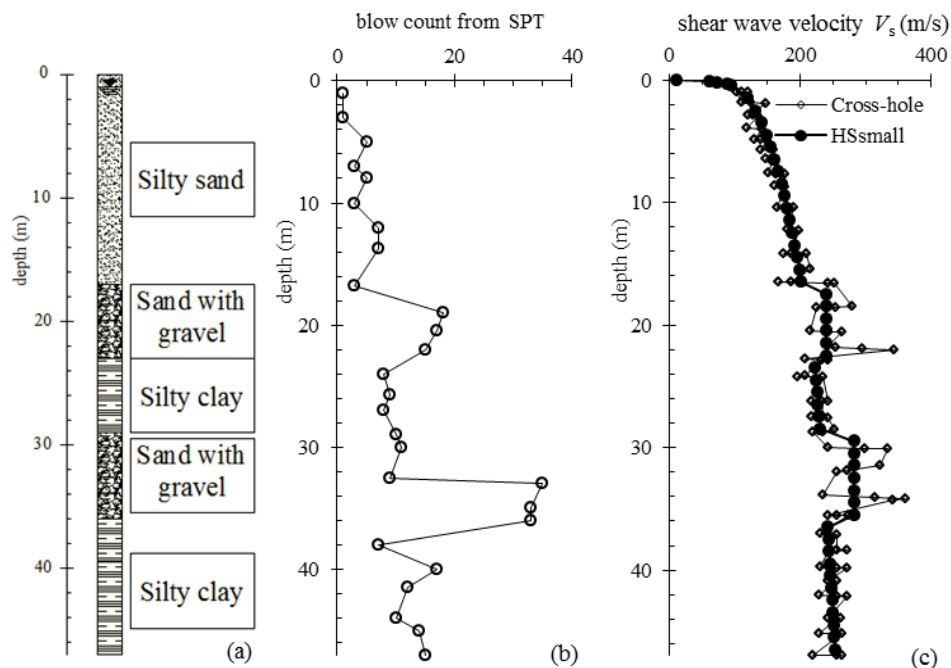 depth (m)
0
10
20
30
40
Silty sand
Sand with
gravel
Silty clay
Sand with
gravel
Silty clay
(a)
blow count from SPT
0 20 40
depth (m)
0
10
20
30
40
(b)
shear wave velocity Vs (m/s)
0 200 400
depth (m)
0
10
20
30
40
Cross-hole
HSsmall
(c)